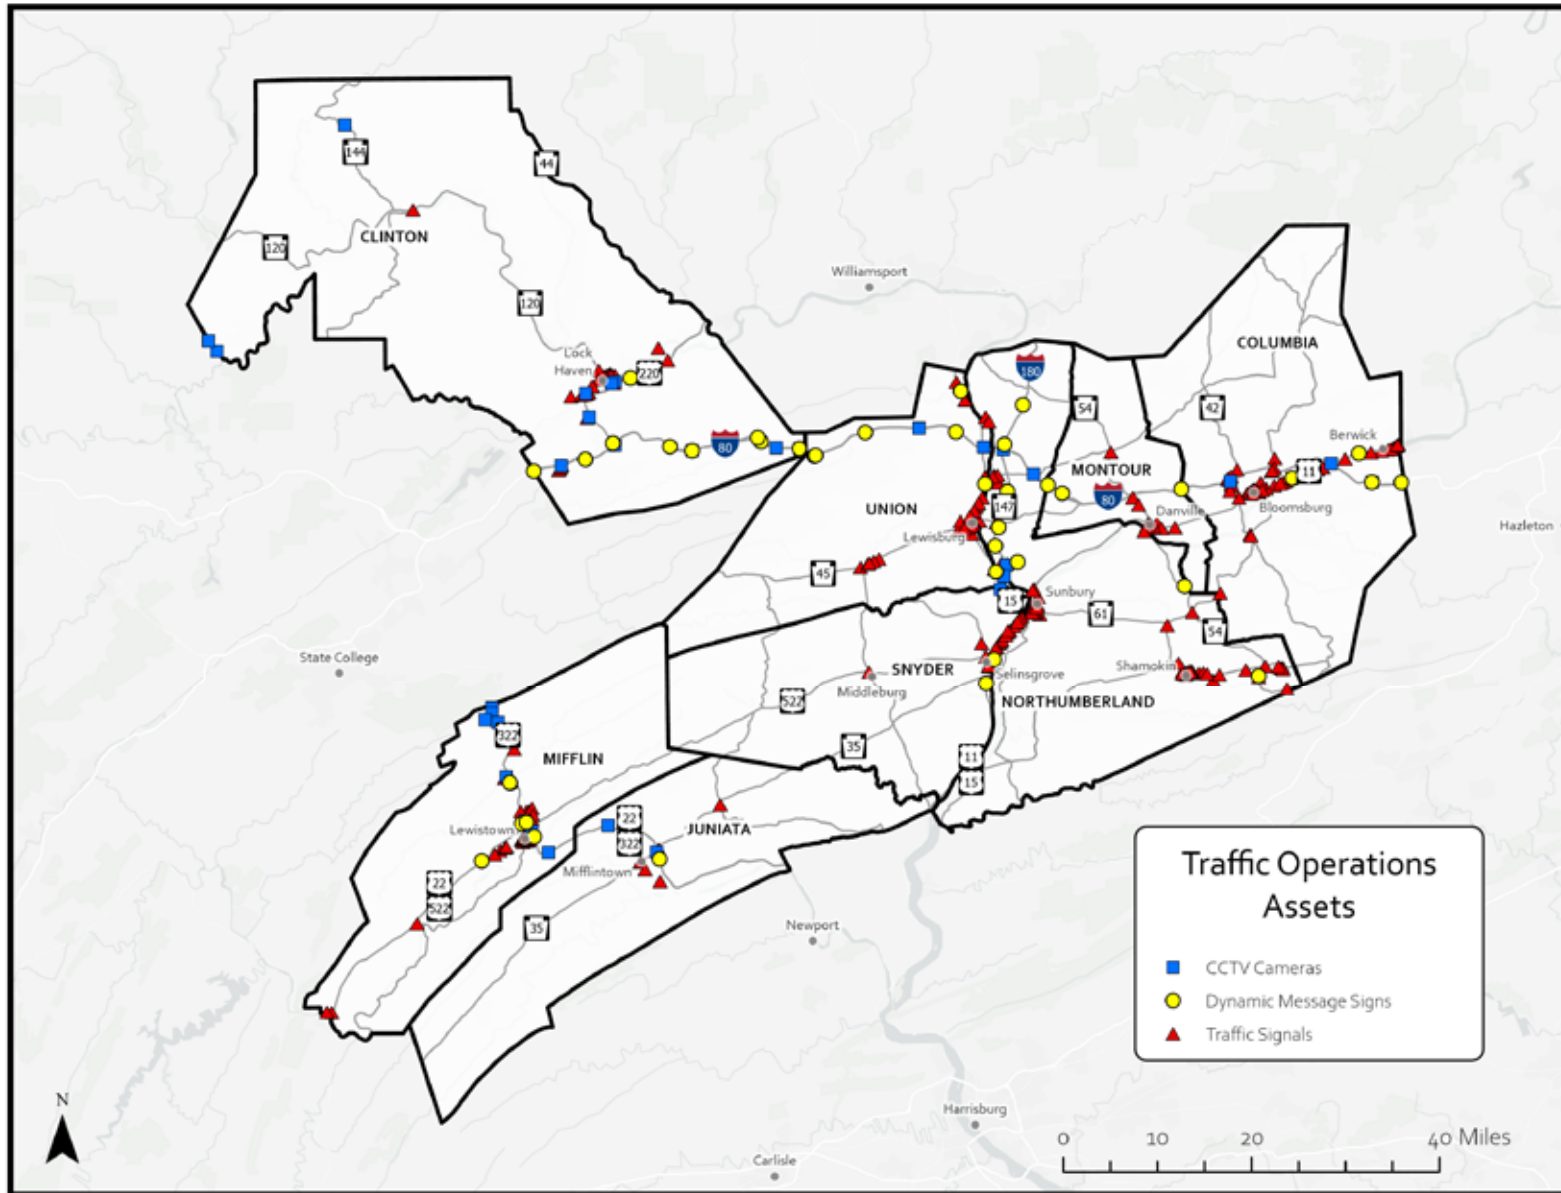 144
44
CLINTON
120
Williamsport
120
COLUMBIA
Lock
Haven
220
180
54
42
Berwick
80
MONTOUR
11
80
UNION
147
Danville
Bloomsburg
Hazleton
Lewisburg
45
15
Sunbury
61
54
State College
SNYDER
Selinsgrove
Shamokin
Middleburg
522
NORTHUMBERLAND
322
35
MIFFLIN
11
15
22
Lewistown
JUNIATA
322
Mifflintown
22
522
35
Newport
Traffic Operations
Assets
CCTV Cameras
Dynamic Message Signs
Traffic Signals
N
Harrisburg
0 10 20 40 Miles
Carlisle